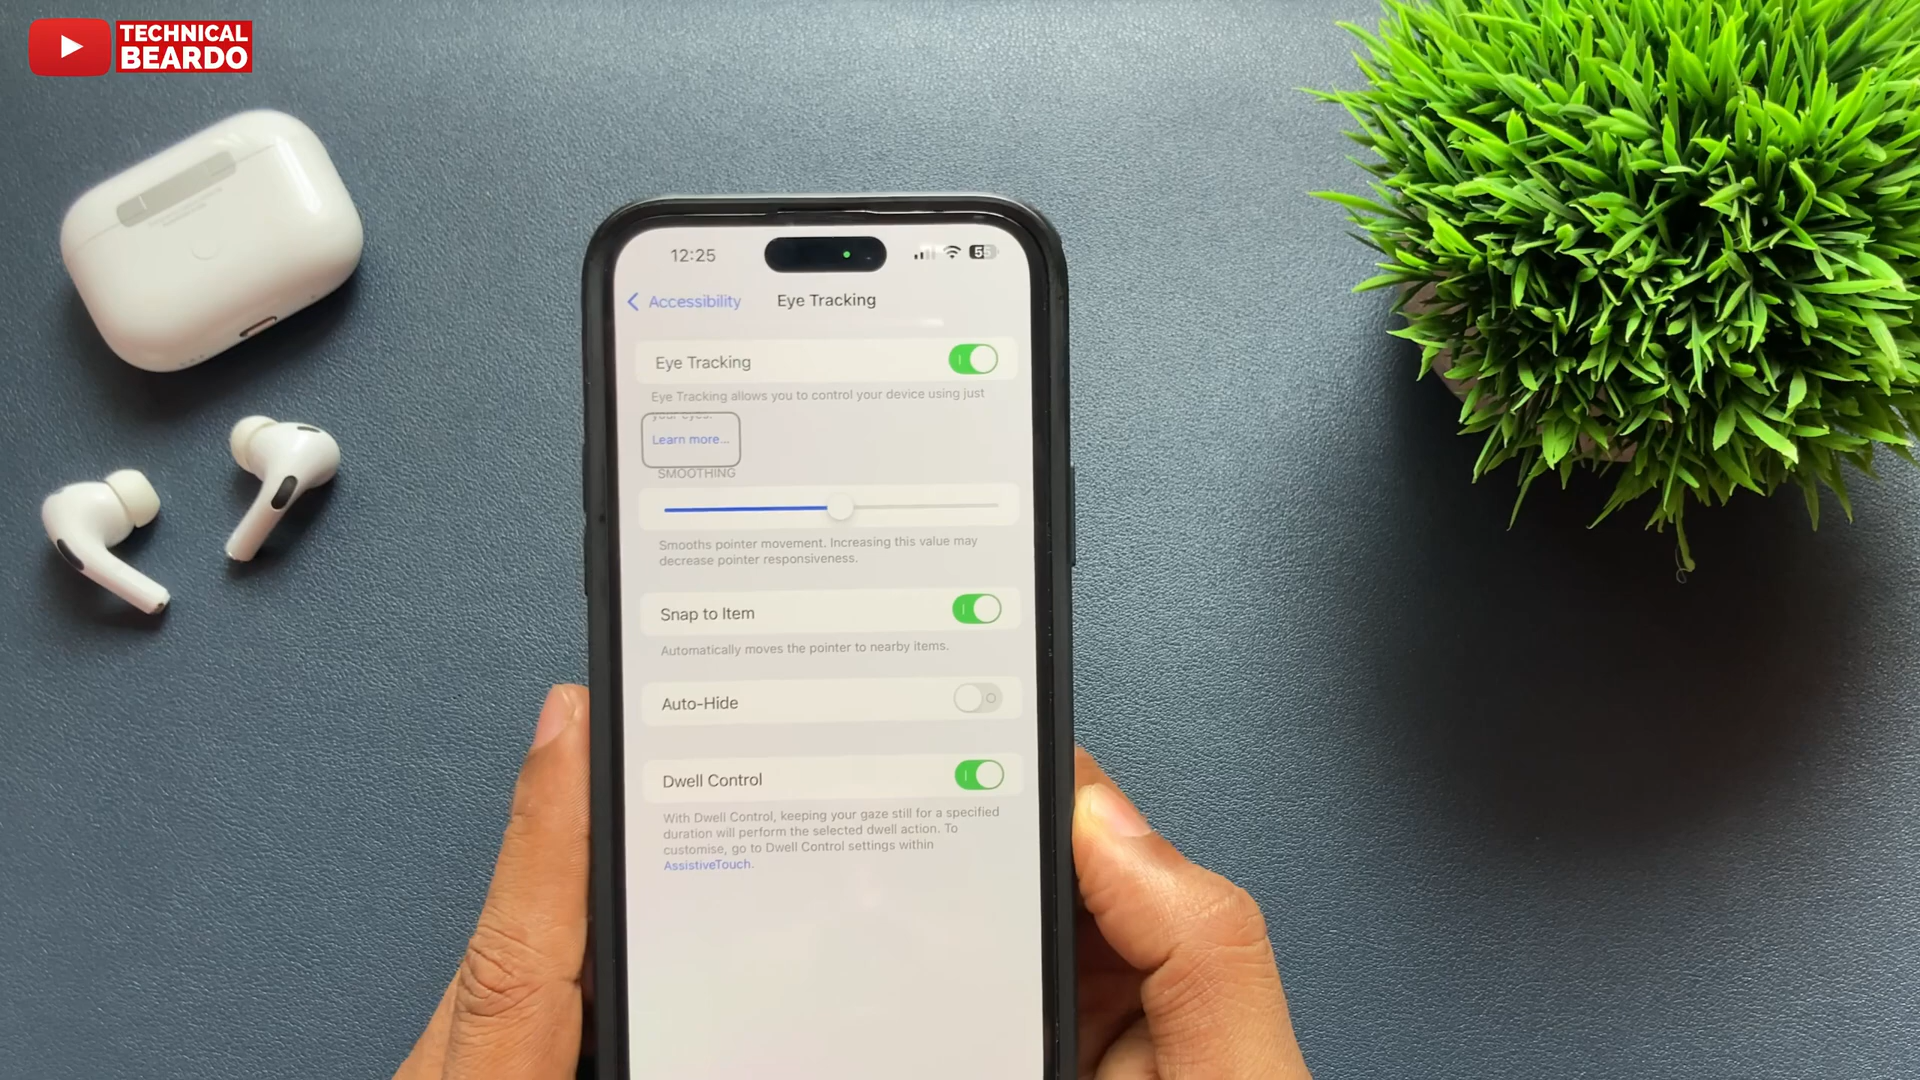 TECHNICAL
BEARDO
12:25
55
Accessibility
Eye Tracking
Eye Tracking
Eye Tracking allows you to control your device using just
your eyes.
Learn more...
SMOOTHING
Smooths pointer movement. Increasing this value may
decrease pointer responsiveness.
Snap to Item
Automatically moves the pointer to nearby items.
Auto-Hide
Dwell Control
With Dwell Control, keeping your gaze still for a specified
duration will perform the selected dwell action. To
customise, go to Dwell Control settings within
AssistiveTouch.